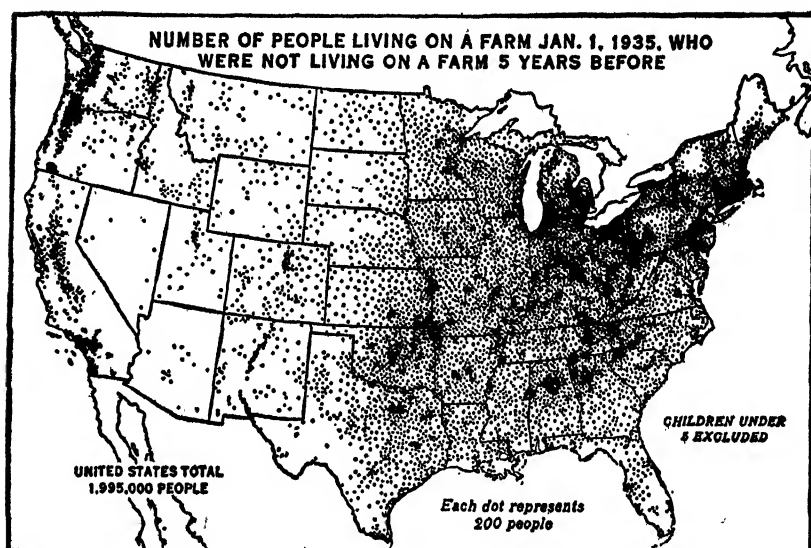 NUMBER OF PEOPLE LIVING ON A FARM JAN. 1, 1935, WHO
WERE NOT LIVING ON A FARM 5 YEARS BEFORE
CHILDREN UNDER
5 EXCLUDED
UNITED STATES TOTAL
1,995,000 PEOPLE
Each dot represents
200 people